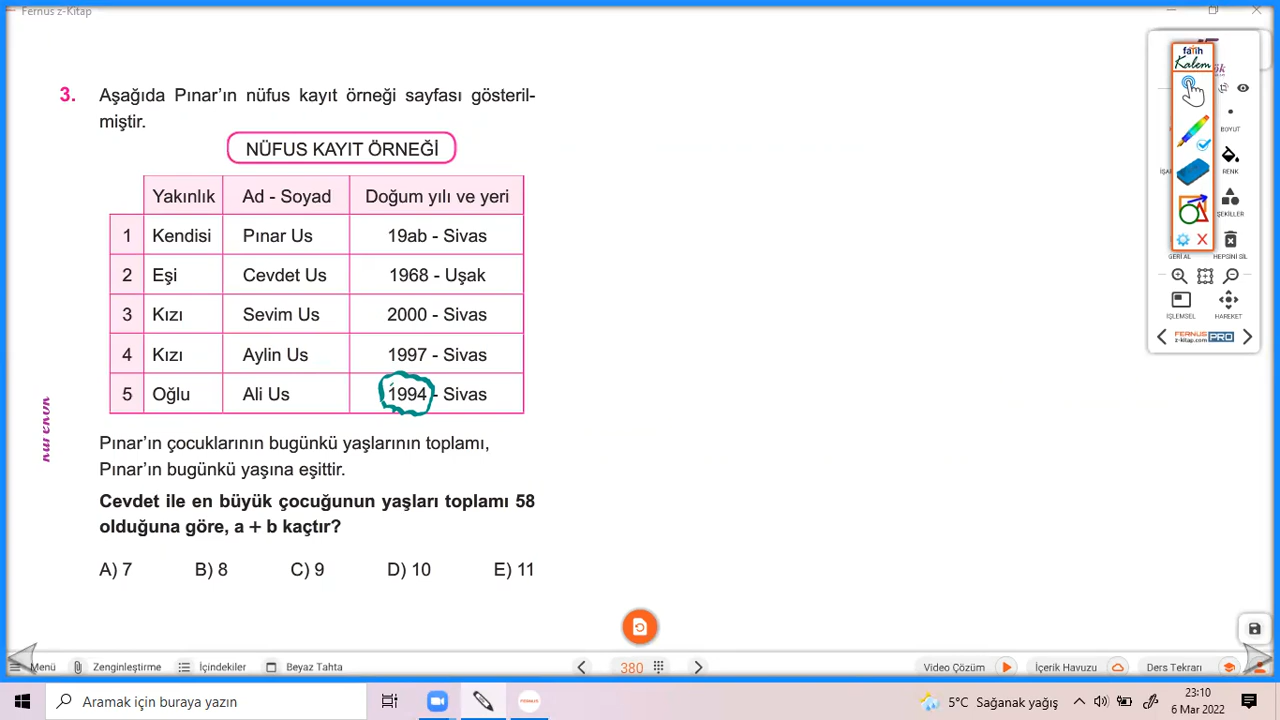 Fernus z-Kitap
3. Aşağıda Pınar'ın nüfus kayıt örneği sayfası gösteril-
miştir.
NÜFUS KAYIT ÖRNEĞİ
Yakınlık Ad - Soyad Doğum yılı ve yeri
1 Kendisi Pınar Us 19ab - Sivas
2 Eşi Cevdet Us 1968 - Uşak
3 Kızı Sevim Us 2000 - Sivas
4 Kızı Aylin Us 1997 - Sivas
5 Oğlu Ali Us 1994 - Sivas
Pınar'ın çocuklarının bugünkü yaşlarının toplamı,
Pınar'ın bugünkü yaşına eşittir.
Cevdet ile en büyük çocuğunun yaşları toplamı 58
olduğuna göre, a + b kaçtır?
A) 7 B) 8 C) 9 D) 10 E) 11
fatih
Kalem
BOYUT
RENK
ŞEKİLLER
GERİ AL HEPSİNİ SİL
İŞLEMSEL HAREKET
FERNUS
z-kitap.com PRO
Menü Zenginleştirme İçindekiler Beyaz Tahta 380 Video Çözüm İçerik Havuzu Ders Tekrarı
Aramak için buraya yazın FERNUS 5°C Sağanak yağış 23:10
6 Mar 2022